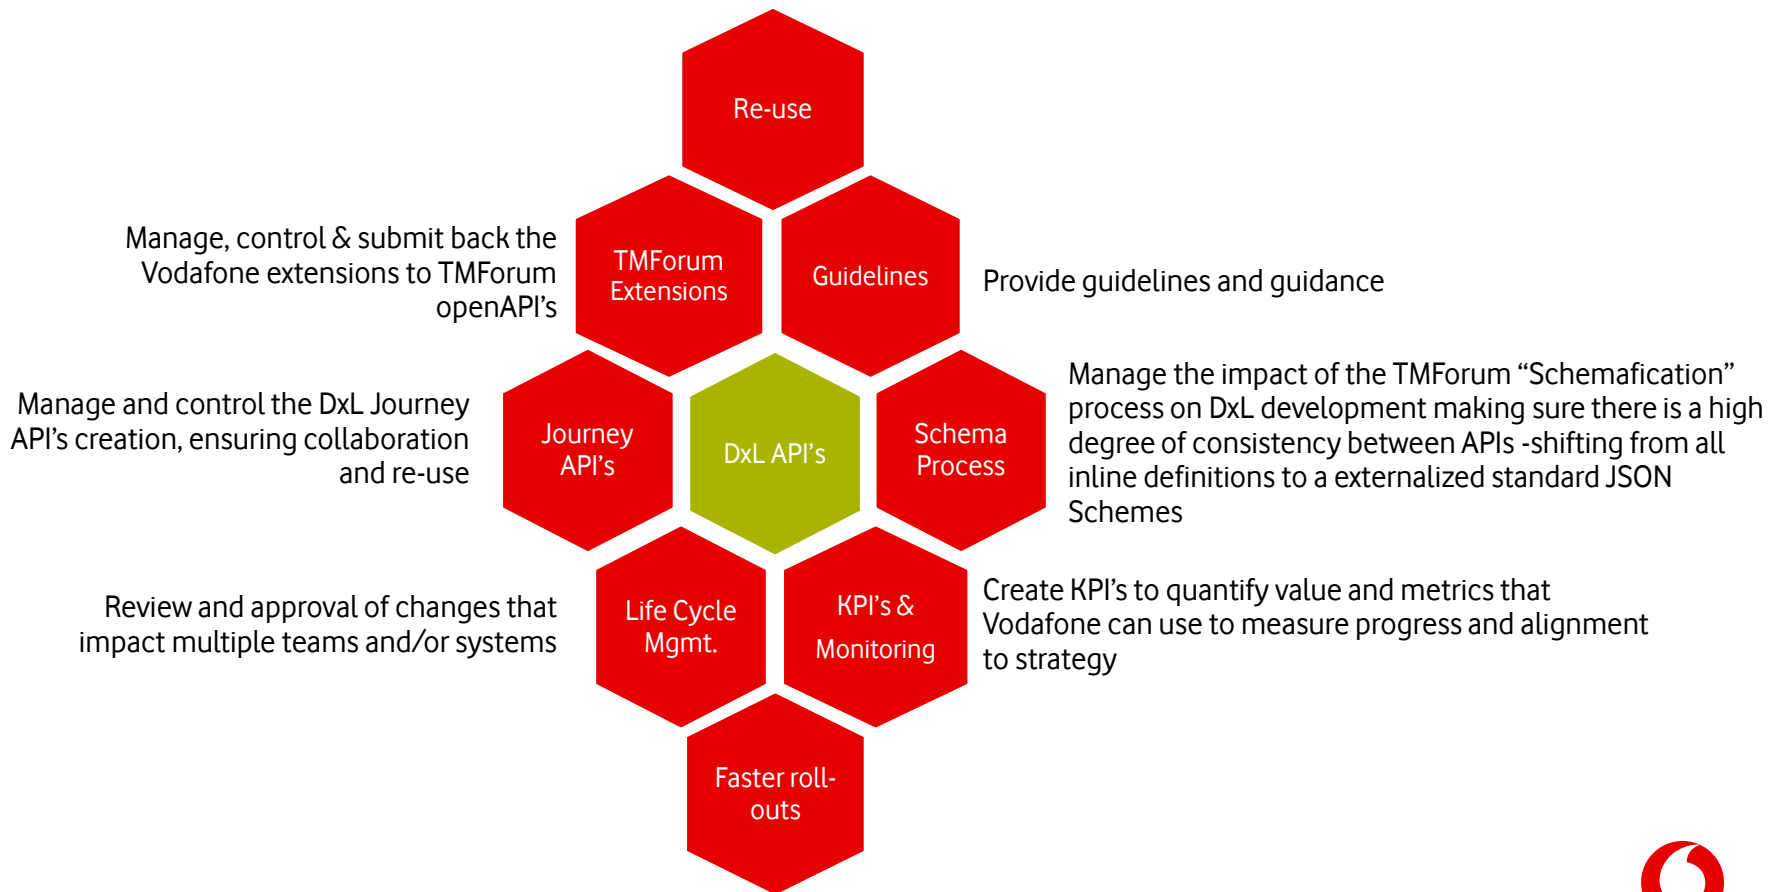 Re-use
Manage, control & submit back the
Vodafone extensions to TMForum
openAPI's
TMForum
Extensions
Guidelines
Provide guidelines and guidance
Manage and control the DxL Journey
API's creation, ensuring collaboration
and re-use
Journey
API's
DxL API's
Schema
Process
Manage the impact of the TMForum “Schemafication”
process on DxL development making sure there is a high
degree of consistency between APIs -shifting from all
inline definitions to a externalized standard JSON
Schemes
Review and approval of changes that
impact multiple teams and/or systems
Life Cycle
Mgmt.
KPI's &
Monitoring
Create KPI's to quantify value and metrics that
Vodafone can use to measure progress and alignment
to strategy
Faster roll-
outs